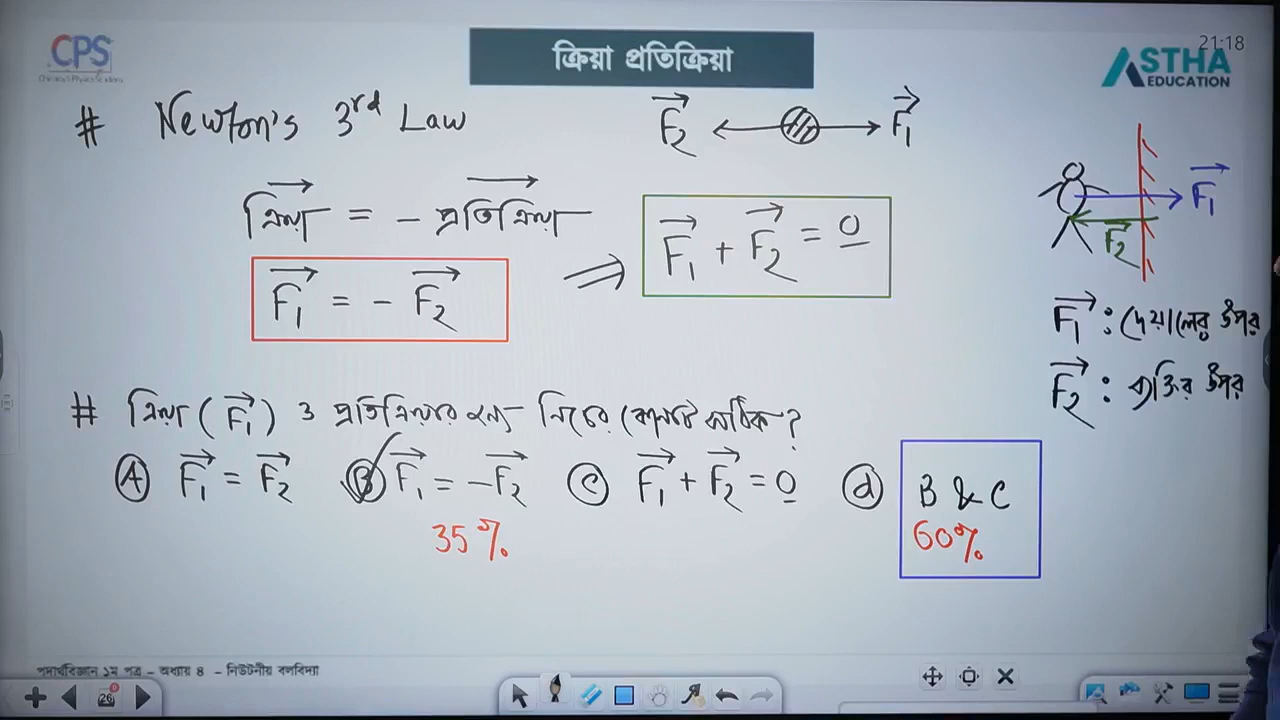 CPS
ক্রিয়া প্রতিক্রিয়া
21:18
ASTHA
EDUCATION
# Newton's 3rd Law
F₂ F₁
ক্রিয়া = - প্রতিক্রিয়া
F₁ = - F₂ ⇒ F₁ + F₂ = 0
F₁
F₂
F₁ : দেয়ালের উপর
F₂ : ব্যক্তির উপর
# ক্রিয়া (F₁) ও প্রতিক্রিয়ার জন্য নিচের কোনটি সঠিক ?
A F₁ = F₂ B F₁ = -F₂ C F₁ + F₂ = 0 d B & C
35% 60%
পদার্থবিজ্ঞান ১ম পত্র – অধ্যায় ৪ – নিউটনীয় বলবিদ্যা
26